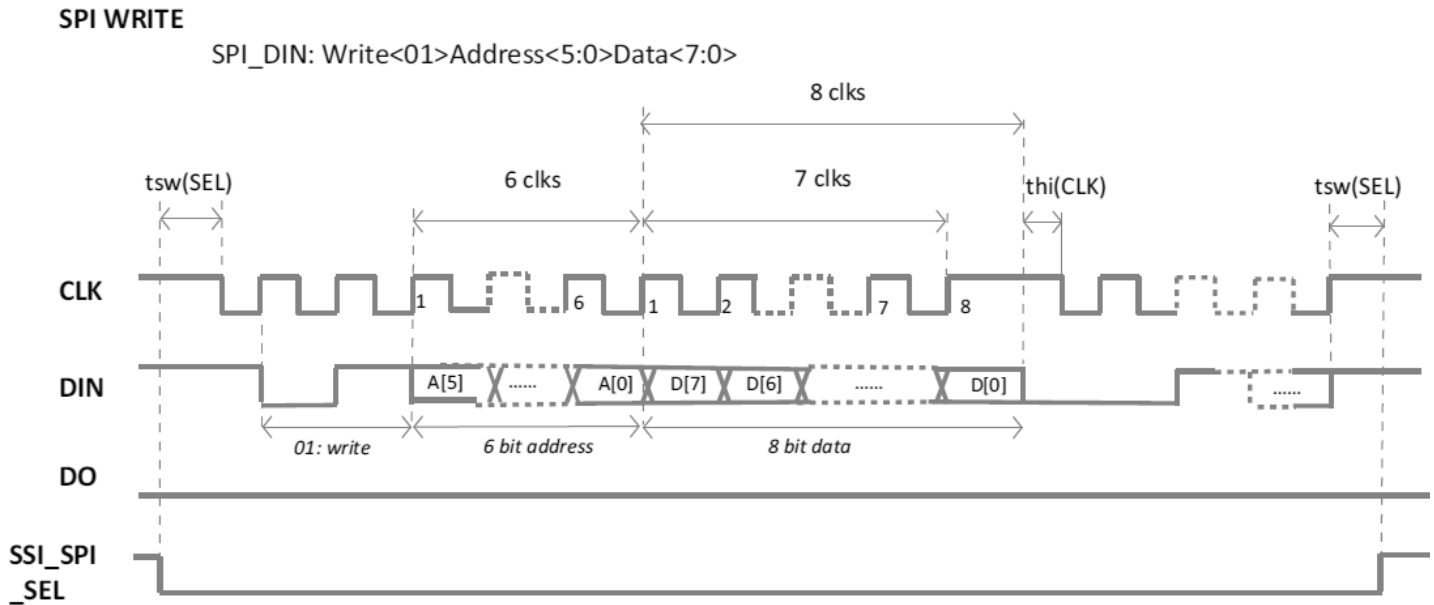 SPI WRITE
SPI_DIN: Write<01>Address<5:0>Data<7:0>
8 clks
tsw(SEL)
6 clks
7 clks
thi(CLK)
tsw(SEL)
CLK
1
6
1
2
7
8
DIN
A[5]
......
A[0]
D[7]
D[6]
......
D[0]
......
01: write
6 bit address
8 bit data
DO
SSI_SPI
_SEL